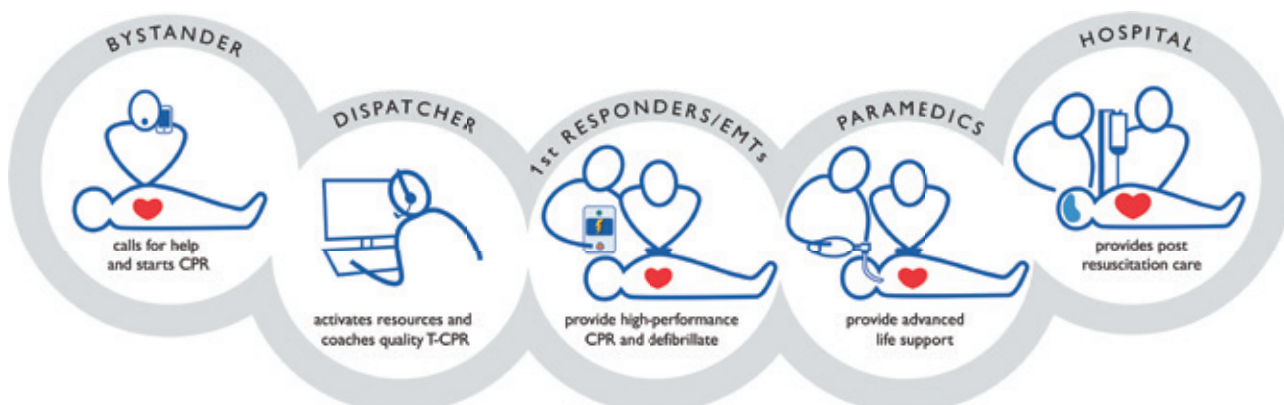 BYSTANDER
calls for help
and starts CPR
DISPATCHER
activates resources and
coaches quality T-CPR
1st RESPONDERS/EMTs
provide high-performance
CPR and defibrillate
PARAMEDICS
provide advanced
life support
HOSPITAL
provides post
resuscitation care